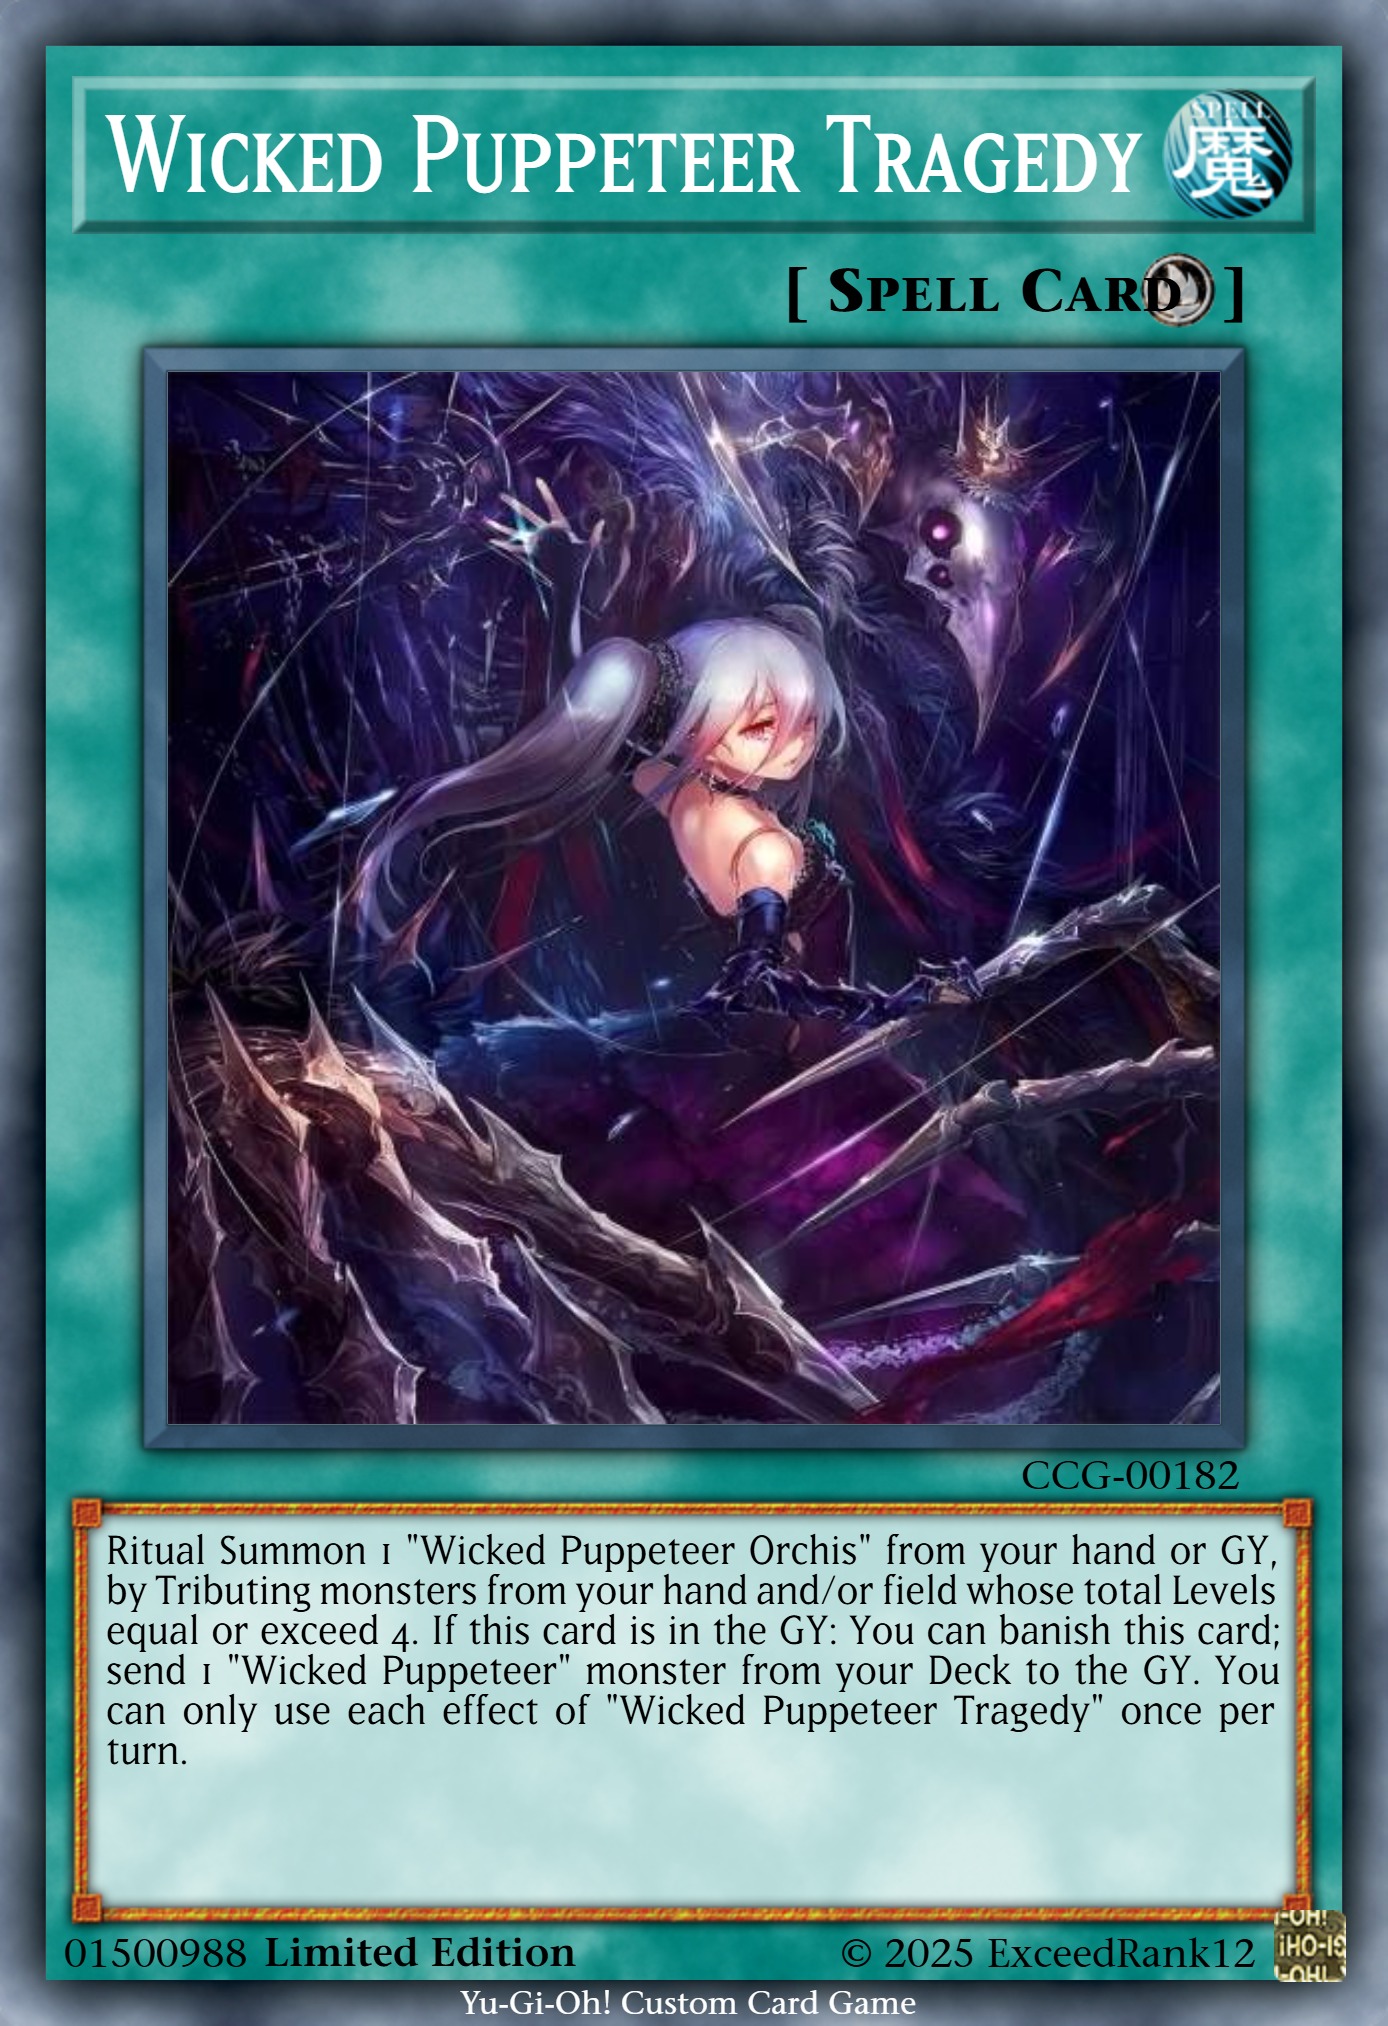 Wicked Puppeteer Tragedy
SPELL
魔
[ Spell Card ]
CCG-00182
Ritual Summon 1 "Wicked Puppeteer Orchis" from your hand or GY,
by Tributing monsters from your hand and/or field whose total Levels
equal or exceed 4. If this card is in the GY: You can banish this card;
send 1 "Wicked Puppeteer" monster from your Deck to the GY. You
can only use each effect of "Wicked Puppeteer Tragedy" once per
turn.
01500988 Limited Edition
© 2025 ExceedRank12
Yu-Gi-Oh! Custom Card Game